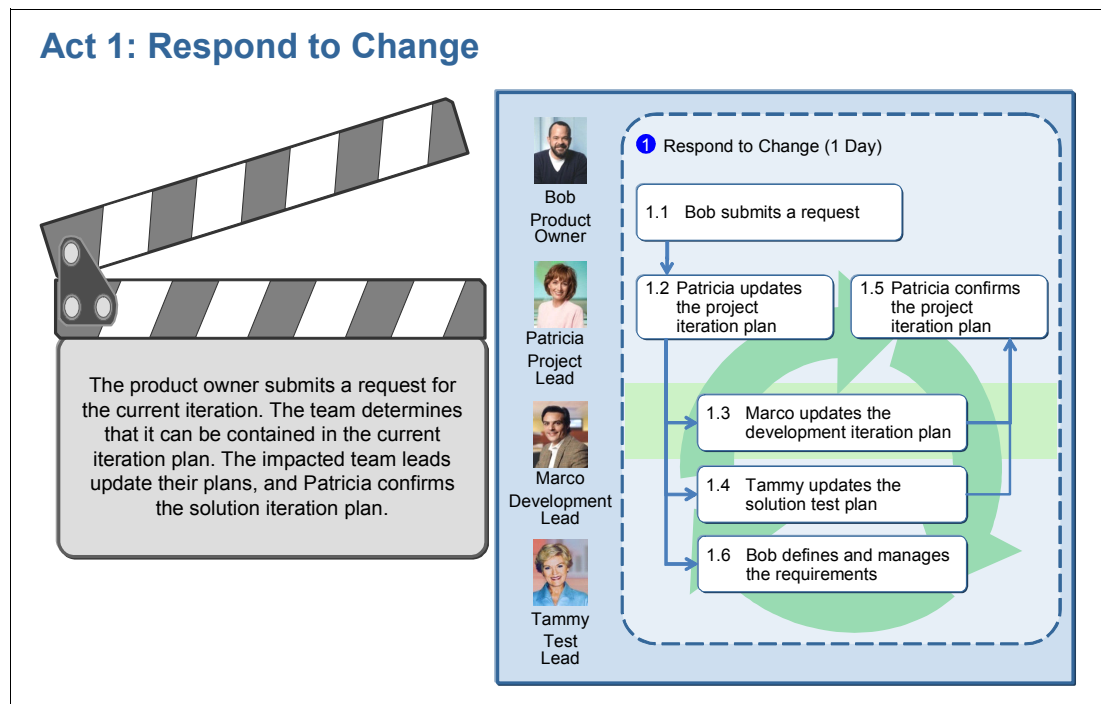 Act 1: Respond to Change
The product owner submits a request for
the current iteration. The team determines
that it can be contained in the current
iteration plan. The impacted team leads
update their plans, and Patricia confirms
the solution iteration plan.
Bob
Product
Owner
Patricia
Project
Lead
Marco
Development
Lead
Tammy
Test
Lead
1 Respond to Change (1 Day)
1.1 Bob submits a request
1.2 Patricia updates
the project
iteration plan
1.5 Patricia confirms
the project
iteration plan
1.3 Marco updates the
development iteration plan
1.4 Tammy updates the
solution test plan
1.6 Bob defines and manages
the requirements